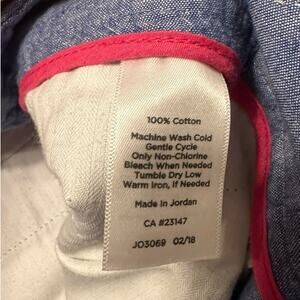 100% Cotton
Machine Wash Cold
Gentle Cycle
Only Non-Chlorine
Bleach When Needed
Tumble Dry Low
Warm Iron, If Needed
Made In Jordan
CA #23147
JO3069 02/18